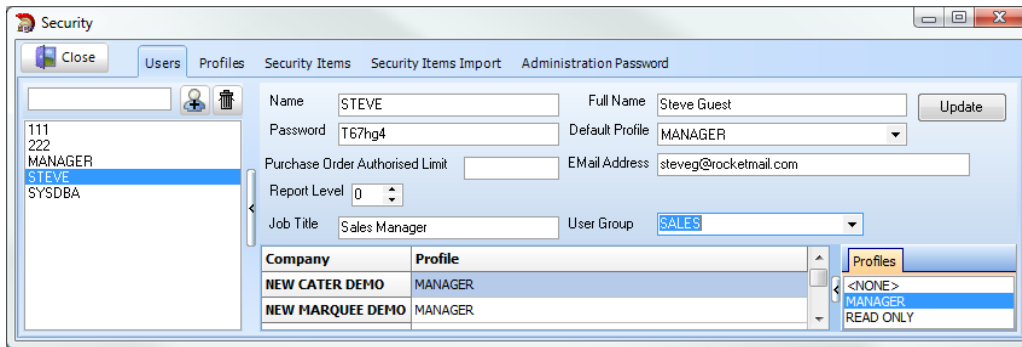 Security
Close
Users Profiles Security Items Security Items Import Administration Password
111
222
MANAGER
STEVE
SYSDBA
Name STEVE Full Name Steve Guest Update
Password T67hg4 Default Profile MANAGER
Purchase Order Authorised Limit EMail Address steveg@rocketmail.com
Report Level 0
Job Title Sales Manager User Group SALES
Company Profile
NEW CATER DEMO MANAGER
NEW MARQUEE DEMO MANAGER
Profiles
<NONE>
MANAGER
READ ONLY